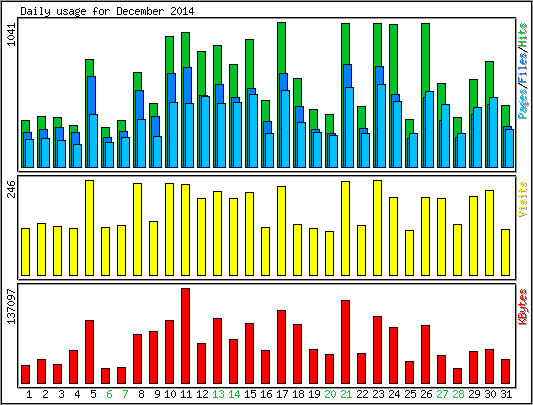 Daily usage for December 2014
1041
Pages/Files/Hits
246
Visits
137097
KBytes
1 2 3 4 5 6 7 8 9 10 11 12 13 14 15 16 17 18 19 20 21 22 23 24 25 26 27 28 29 30 31